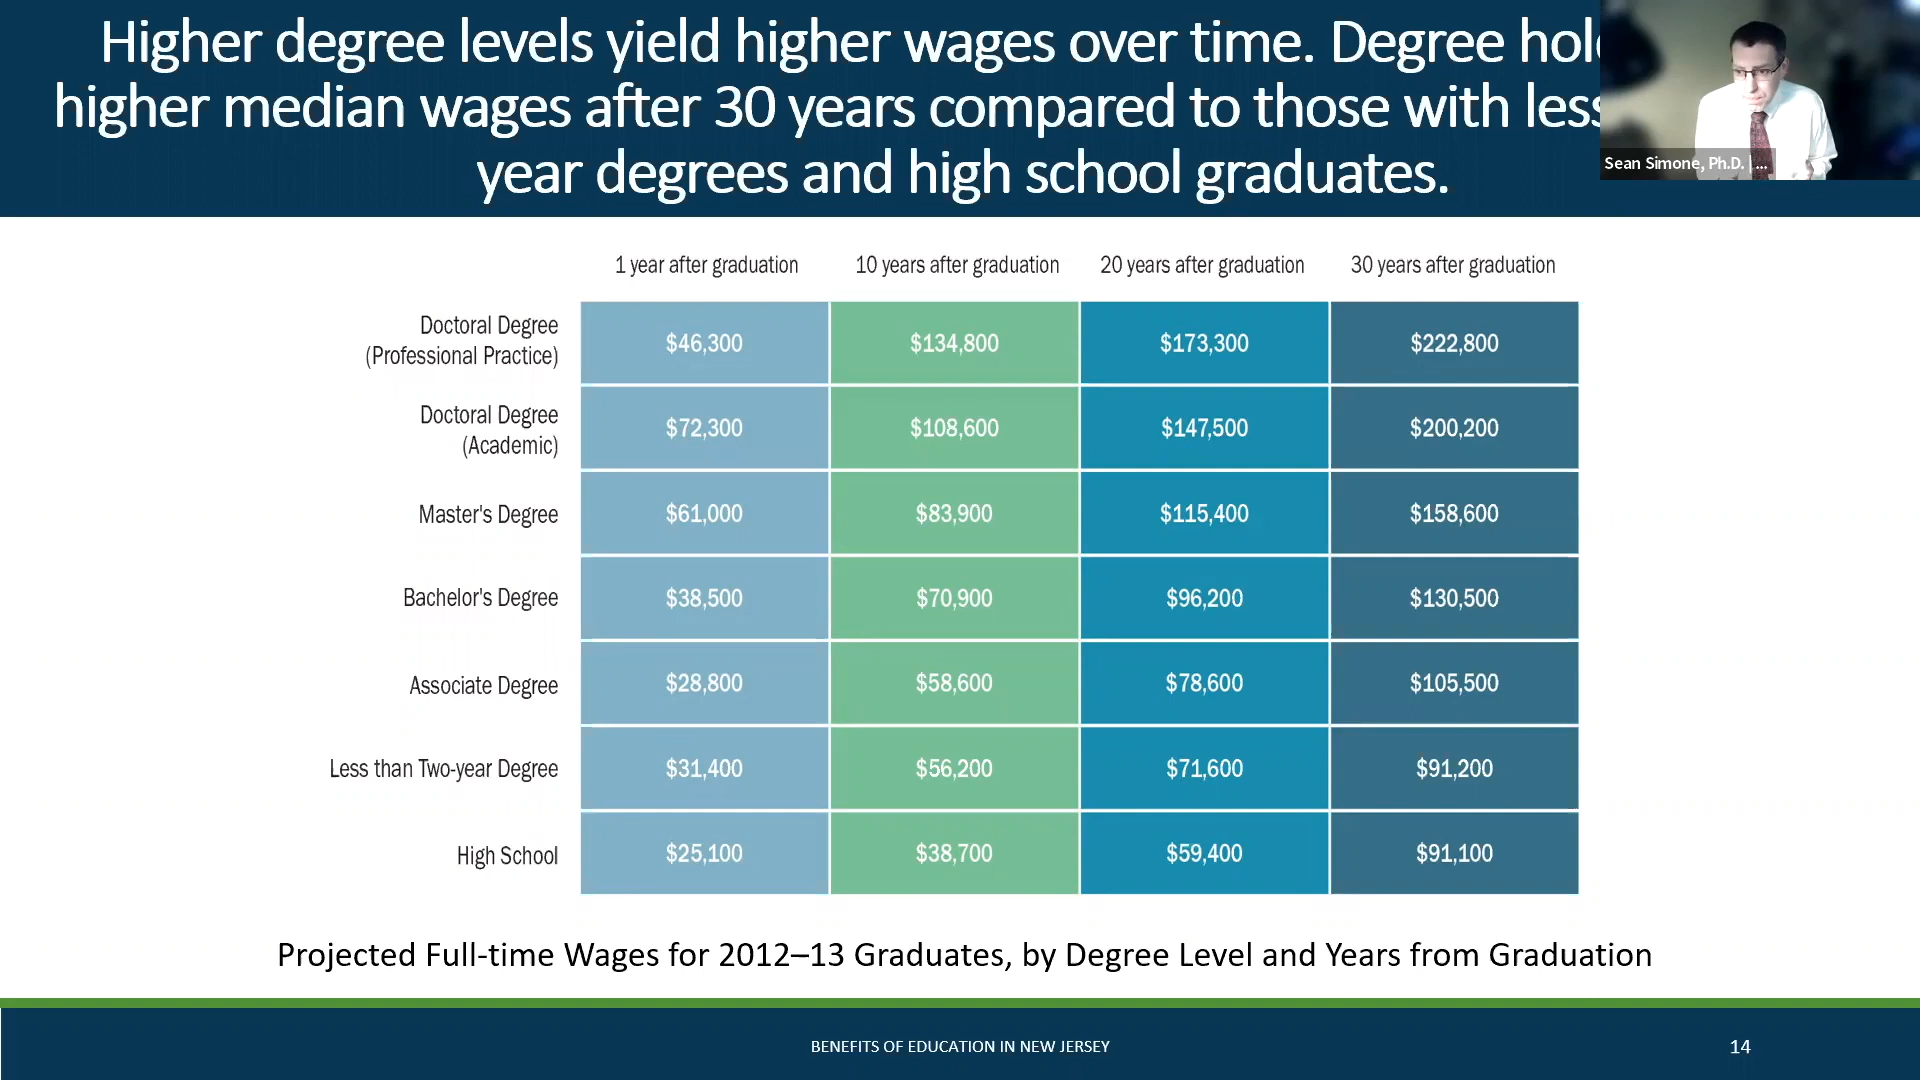 Higher degree levels yield higher wages over time. Degree
higher median wages after 30 years compared to those with
year degrees and high school graduates.
Sean Simone, Ph.D. | ...
1 year after graduation 10 years after graduation 20 years after graduation 30 years after graduation
Doctoral Degree
(Professional Practice) $46,300 $134,800 $173,300 $222,800
Doctoral Degree
(Academic) $72,300 $108,600 $147,500 $200,200
Master's Degree $61,000 $83,900 $115,400 $158,600
Bachelor's Degree $38,500 $70,900 $96,200 $130,500
Associate Degree $28,800 $58,600 $78,600 $105,500
Less than Two-year Degree $31,400 $56,200 $71,600 $91,200
High School $25,100 $38,700 $59,400 $91,100
Projected Full-time Wages for 2012–13 Graduates, by Degree Level and Years from Graduation
BENEFITS OF EDUCATION IN NEW JERSEY 14